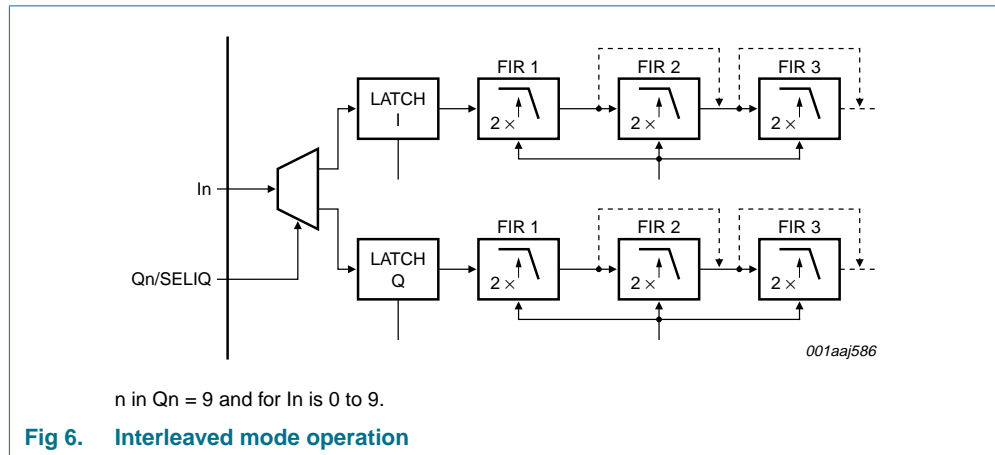 FIR 1 FIR 2 FIR 3
LATCH
I
2 × 2 × 2 ×
In
FIR 1 FIR 2 FIR 3
LATCH
Q
Qn/SELIQ
2 × 2 × 2 ×
001aaj586
n in Qn = 9 and for In is 0 to 9.
Fig 6. Interleaved mode operation